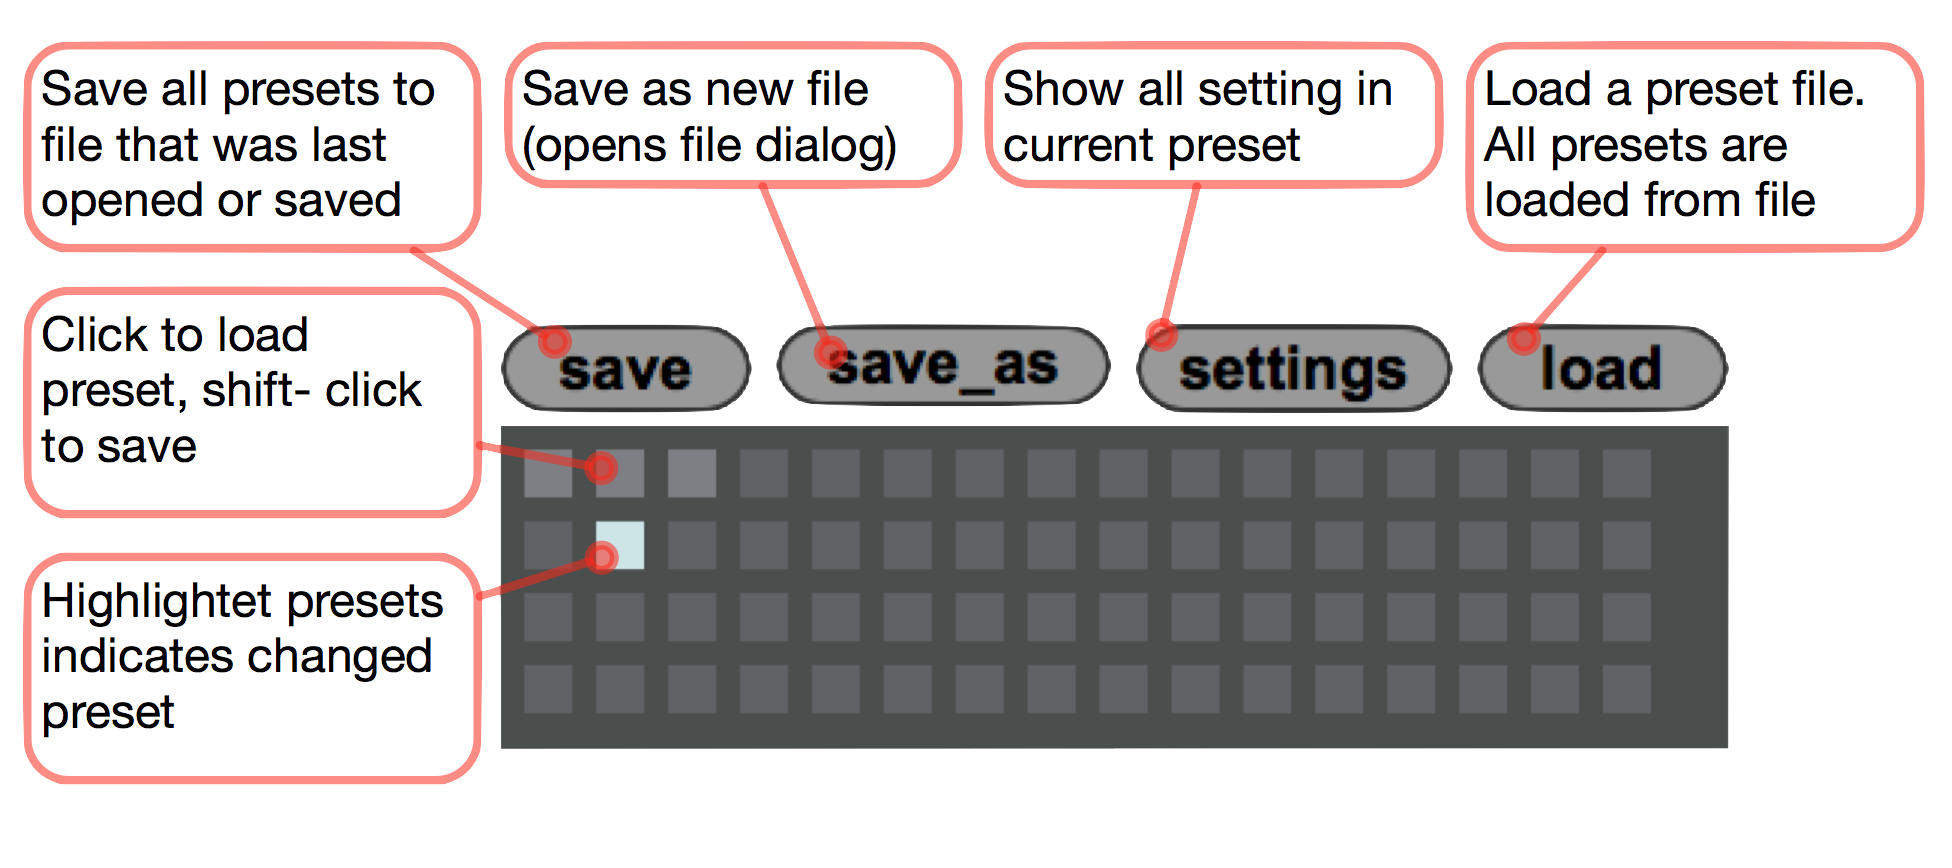 Save all presets to
file that was last
opened or saved
Save as new file
(opens file dialog)
Show all setting in
current preset
Load a preset file.
All presets are
loaded from file
Click to load
preset, shift- click
to save
Highlightet presets
indicates changed
preset
save
save_as
settings
load